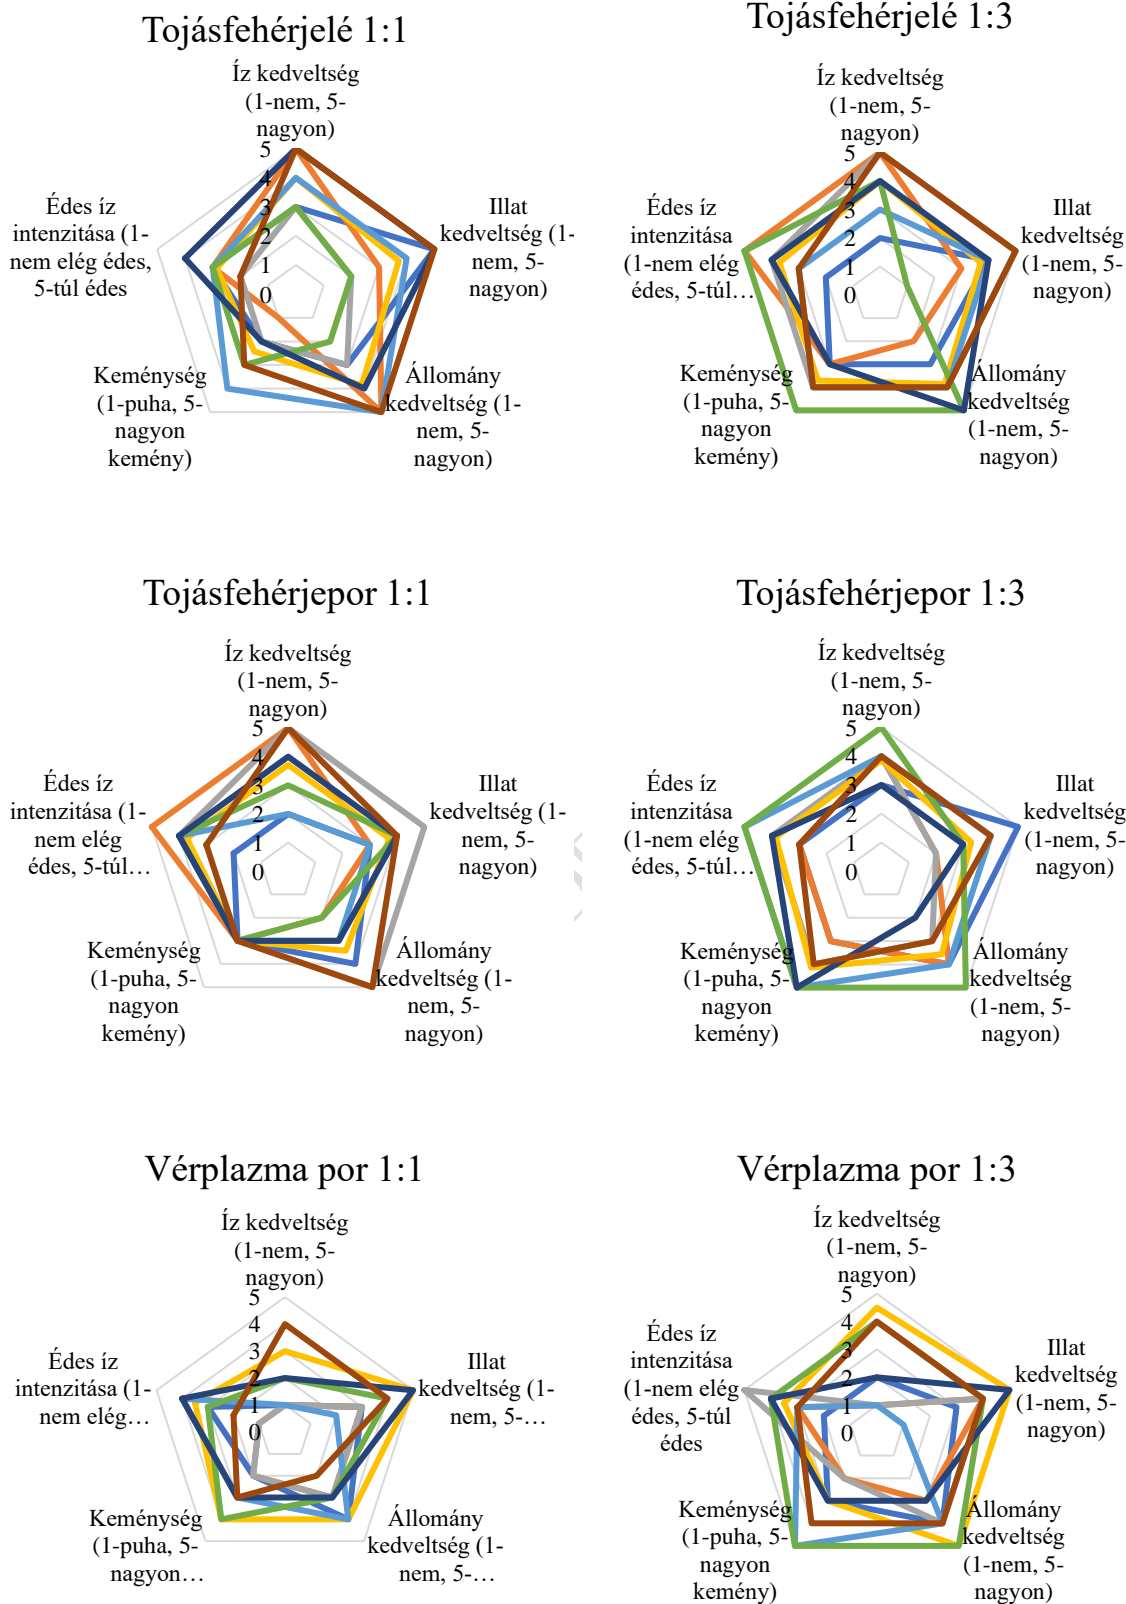 Tojásfehérjelé 1:1
Íz kedveltség
(1-nem, 5-
nagyon)
5
4
3
2
1
0
Illat
kedveltség (1-
nem, 5-
nagyon)
Állomány
kedveltség (1-
nem, 5-
nagyon)
Keménység
(1-puha, 5-
nagyon
kemény)
Édes íz
intenzitása (1-
nem elég édes,
5-túl édes
Tojásfehérjelé 1:3
Íz kedveltség
(1-nem, 5-
nagyon)
5
4
3
2
1
0
Illat
kedveltség
(1-nem, 5-
nagyon)
Állomány
kedveltség
(1-nem, 5-
nagyon)
Keménység
(1-puha, 5-
nagyon
kemény)
Édes íz
intenzitása
(1-nem elég
édes, 5-túl…
Tojásfehérjepor 1:1
Íz kedveltség
(1-nem, 5-
nagyon)
5
4
3
2
1
0
Illat
kedveltség (1-
nem, 5-
nagyon)
Állomány
kedveltség (1-
nem, 5-
nagyon)
Keménység
(1-puha, 5-
nagyon
kemény)
Édes íz
intenzitása (1-
nem elég
édes, 5-túl…
Tojásfehérjepor 1:3
Íz kedveltség
(1-nem, 5-
nagyon)
5
4
3
2
1
0
Illat
kedveltség
(1-nem, 5-
nagyon)
Állomány
kedveltség
(1-nem, 5-
nagyon)
Keménység
(1-puha, 5-
nagyon
kemény)
Édes íz
intenzitása
(1-nem elég
édes, 5-túl…
Vérplazma por 1:1
Íz kedveltség
(1-nem, 5-
nagyon)
5
4
3
2
1
0
Illat
kedveltség (1-
nem, 5-…
Állomány
kedveltség (1-
nem, 5-…
Keménység
(1-puha, 5-
nagyon…
Édes íz
intenzitása (1-
nem elég…
Vérplazma por 1:3
Íz kedveltség
(1-nem, 5-
nagyon)
5
4
3
2
1
0
Illat
kedveltség
(1-nem, 5-
nagyon)
Állomány
kedveltség
(1-nem, 5-
nagyon)
Keménység
(1-puha, 5-
nagyon
kemény)
Édes íz
intenzitása
(1-nem elég
édes, 5-túl
édes